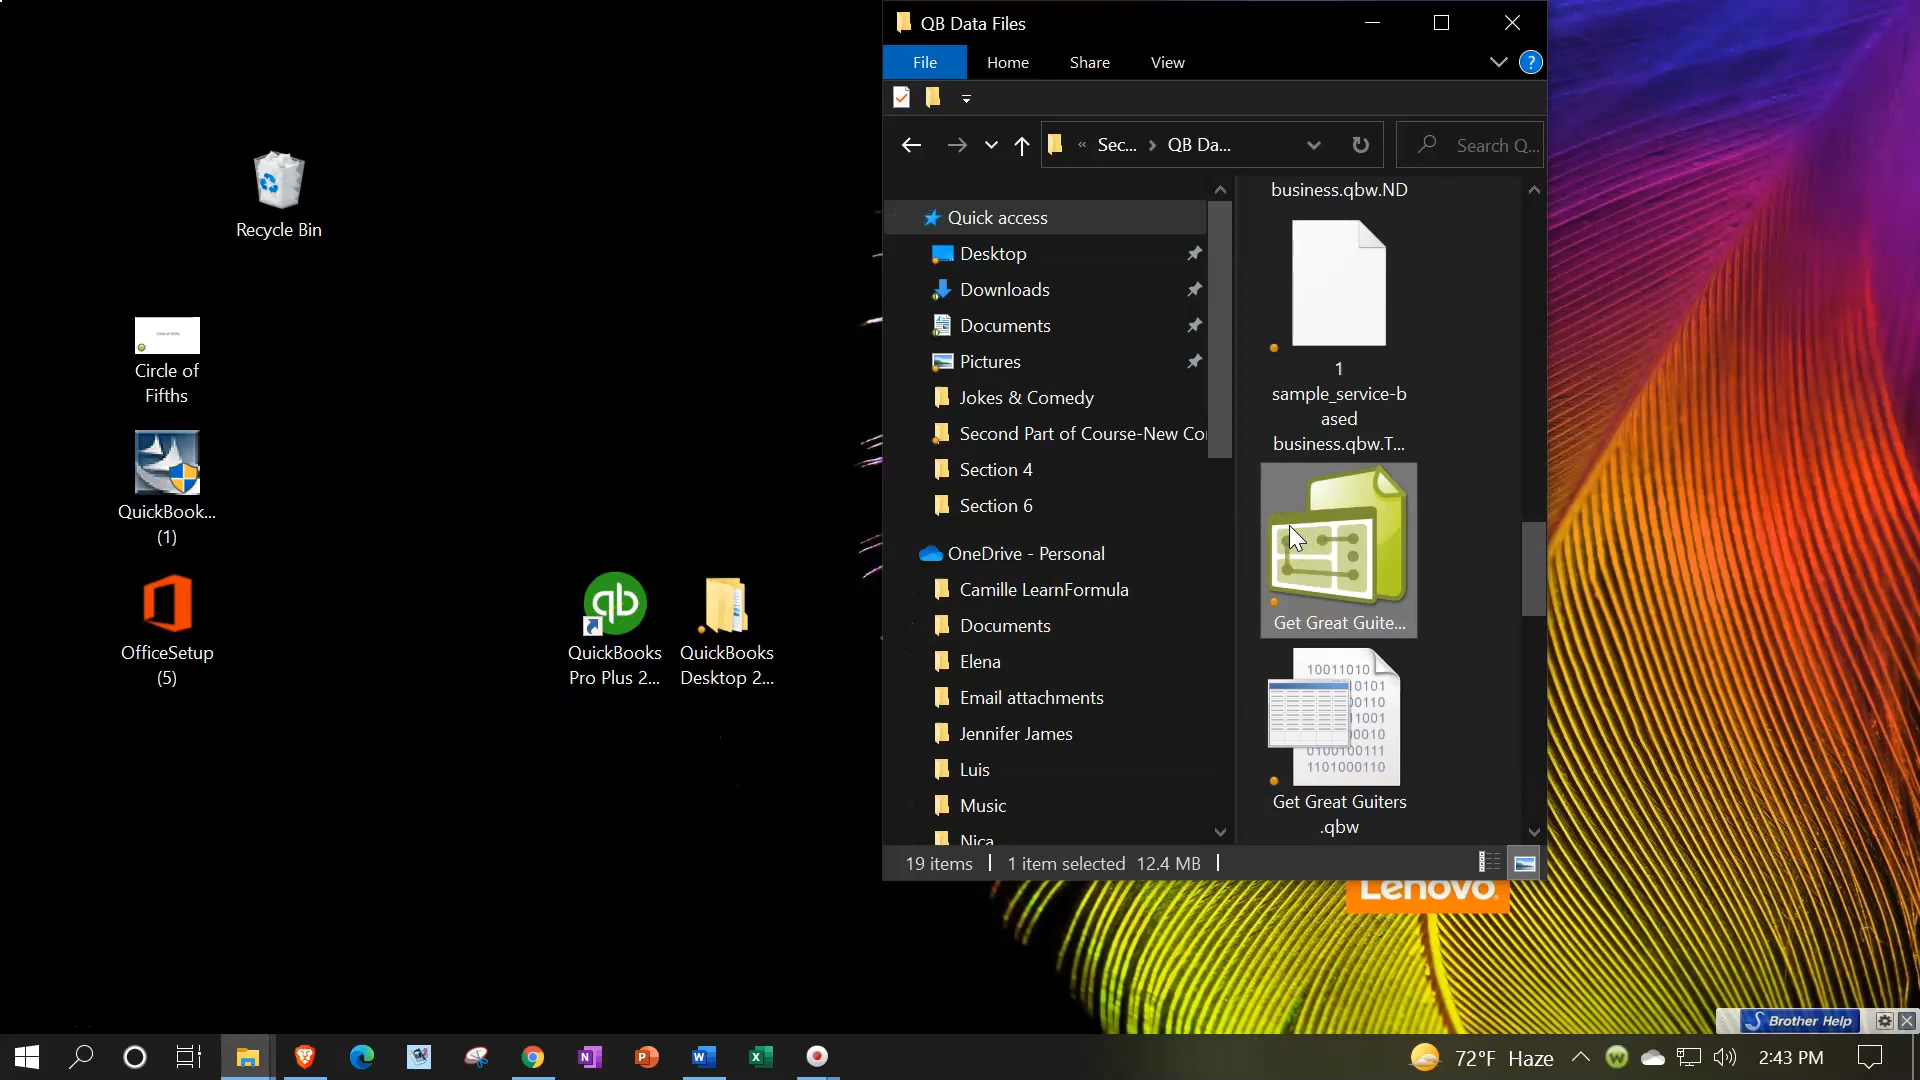 QB Data Files
File
Home
Share
View
?
«
Sec...
QB Da...
Search Q...
Quick access
Desktop
Downloads
Documents
Pictures
Jokes & Comedy
Second Part of Course-New Co
Section 4
Section 6
OneDrive - Personal
Camille LearnFormula
Documents
Elena
Email attachments
Jennifer James
Luis
Music
Nica
business.qbw.ND
1
sample_service-b
ased
business.qbw.T...
Get Great Guite...
10011010
Get Great Guiters
.qbw
19 items
1 item selected 12.4 MB
Recycle Bin
Circle of
Fifths
QuickBook...
(1)
OfficeSetup
(5)
qb
QuickBooks
Pro Plus 2...
QuickBooks
Desktop 2...
Lenovo
Brother Help
72°F Haze
2:43 PM